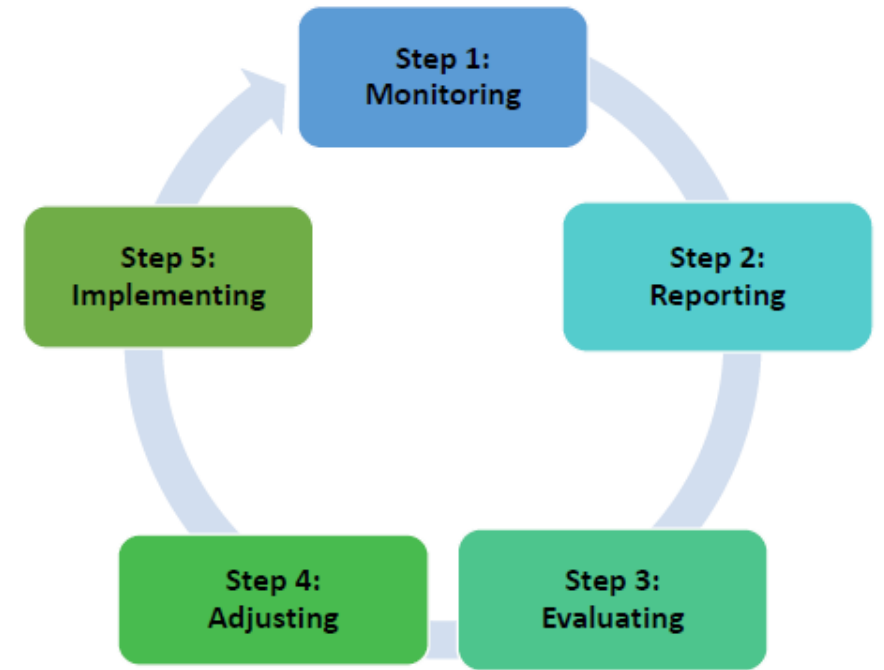 Step 1:
Monitoring
Step 2:
Reporting
Step 3:
Evaluating
Step 4:
Adjusting
Step 5:
Implementing